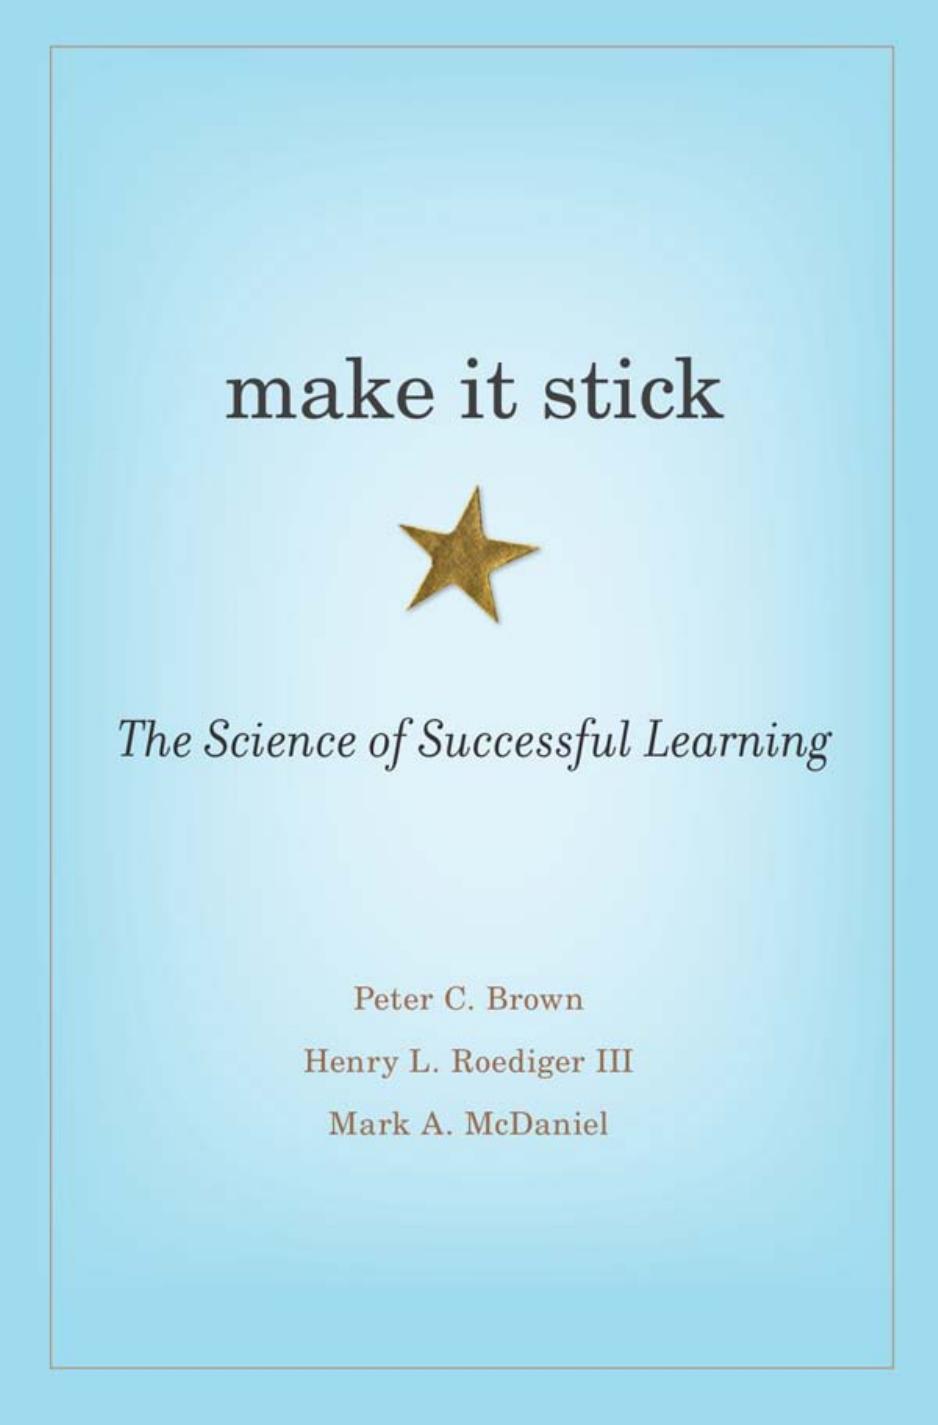 make it stick
The Science of Successful Learning
Peter C. Brown
Henry L. Roediger III
Mark A. McDaniel